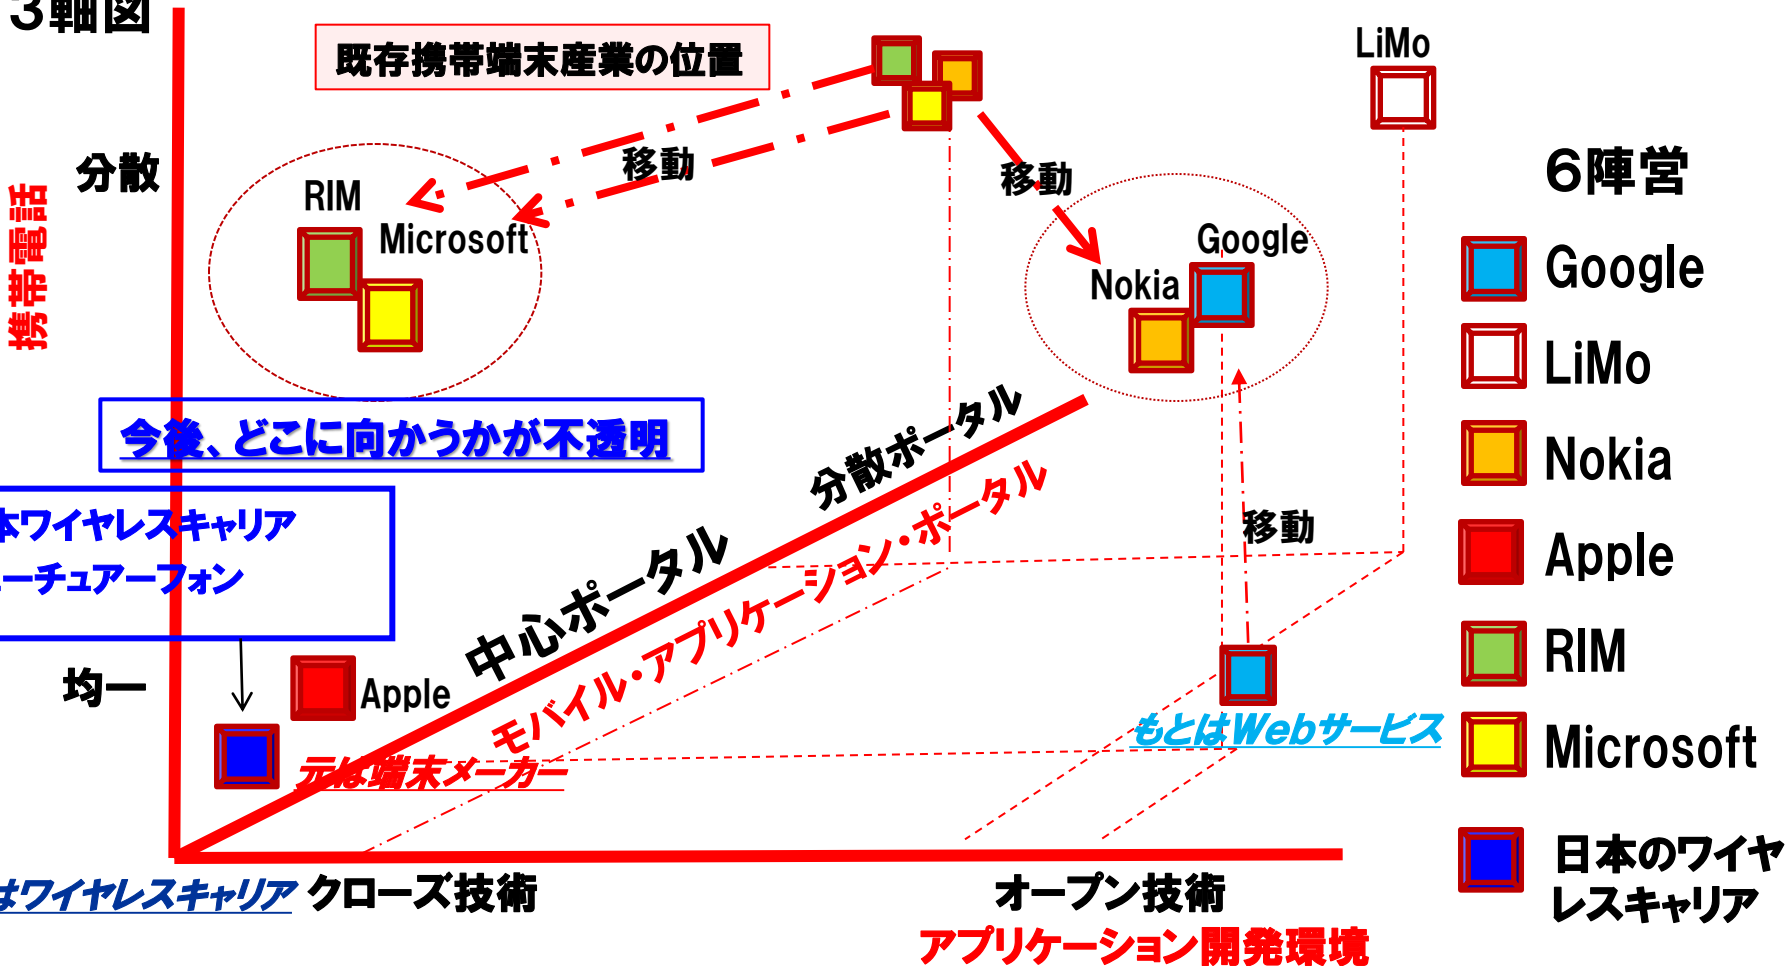 3軸図
既存携帯端末産業の位置
LiMo
分散
移動
移動
6陣営
携帯電話
RIM
Microsoft
Google
Nokia
Google
LiMo
今後、どこに向かうかが不透明
分散ポータル
Nokia
本ワイヤレスキャリア
ーチュアーフォン
中心ポータル
モバイル・アプリケーション・ポータル
移動
Apple
均一
Apple
RIM
もとはWebサービス
元は端末メーカー
Microsoft
はワイヤレスキャリア
クローズ技術
オープン技術
アプリケーション開発環境
日本のワイヤ
レスキャリア